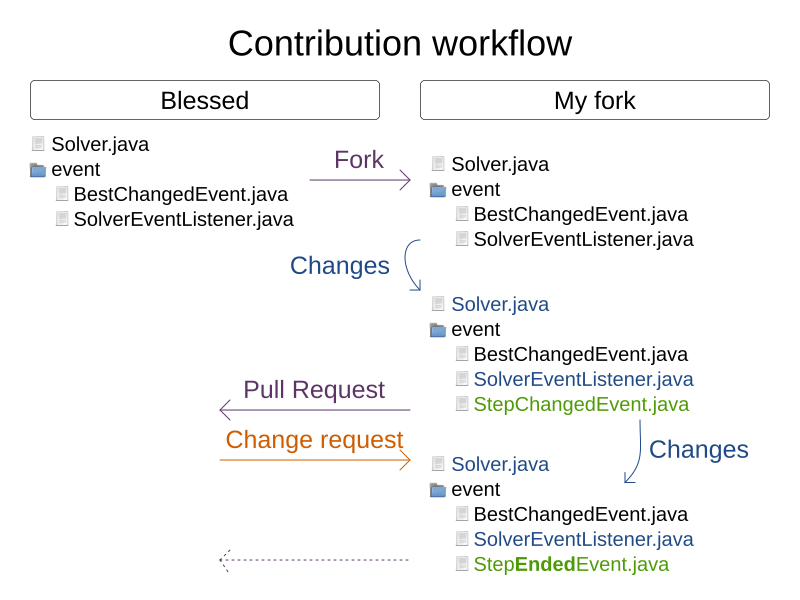 Contribution workflow
Blessed
My fork
Solver.java
event
BestChangedEvent.java
SolverEventListener.java
Fork
Solver.java
event
BestChangedEvent.java
SolverEventListener.java
Changes
Solver.java
event
BestChangedEvent.java
SolverEventListener.java
StepChangedEvent.java
Pull Request
Change request
Changes
Solver.java
event
BestChangedEvent.java
SolverEventListener.java
StepEndedEvent.java